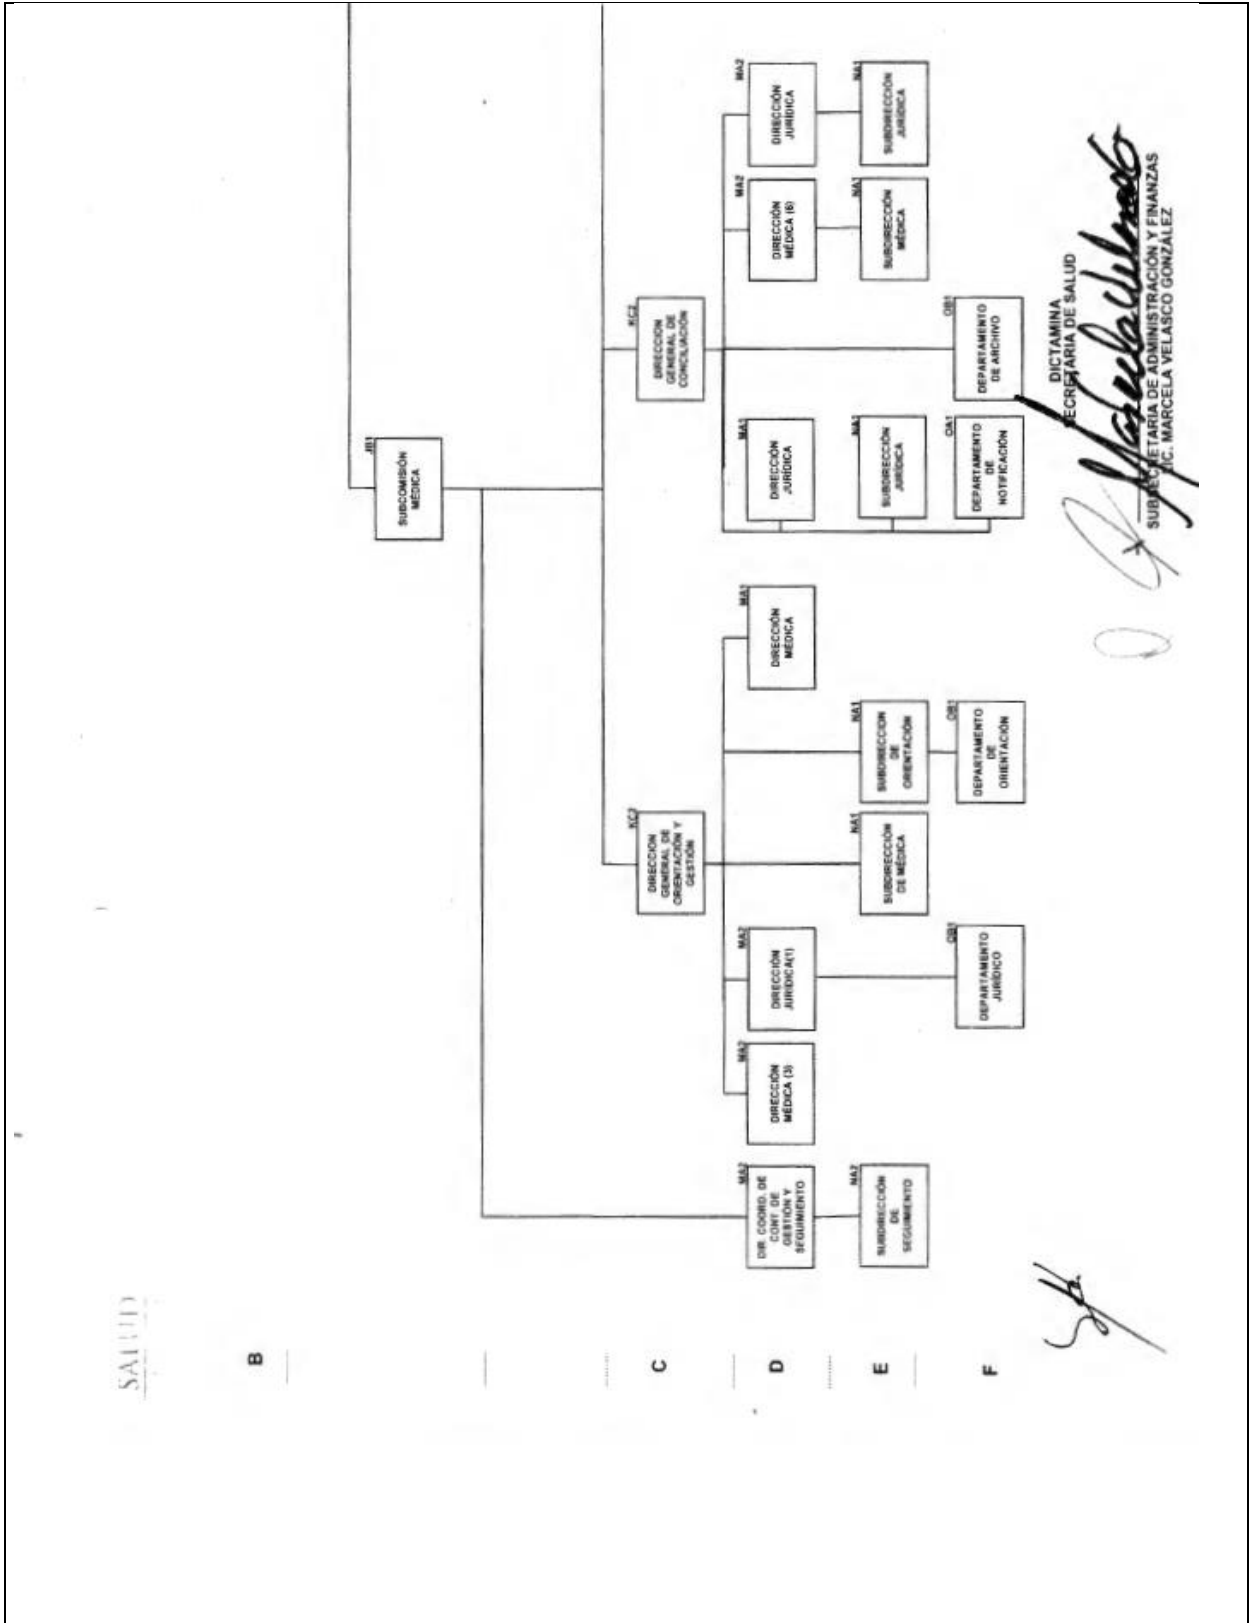 SALUD
B
JB1
SUBCOMISIÓN
MÉDICA
C
KC2
DIRECCION
GENERAL DE
ORIENTACIÓN Y
GESTIÓN
KC2
DIRECCION
GENERAL DE
CONCILIACIÓN
D
MA2
DIR. COORD. DE
CONT. DE
GESTIÓN Y
SEGUIMIENTO
MA2
DIRECCIÓN
MÉDICA (3)
MA2
DIRECCIÓN
JURIDICA(1)
MA1
DIRECCIÓN
MÉDICA
MA1
DIRECCIÓN
JURÍDICA
MA2
DIRECCIÓN
MÉDICA (6)
MA2
DIRECCIÓN
JURÍDICA
E
NA2
SUBDIRECCIÓN
DE
SEGUIMIENTO
NA1
SUBDIRECCIÓN
DE MÉDICA
NA1
SUBDIRECCION
DE
ORIENTACIÓN
NA1
SUBDIRECCIÓN
JURÍDICA
NA1
SUBDIRECCIÓN
MÉDICA
NA1
SUBDIRECCIÓN
JURÍDICA
F
OB1
DEPARTAMENTO
JURÍDICO
OB1
DEPARTAMENTO
DE
ORIENTACIÓN
OA1
DEPARTAMENTO
DE
NOTIFICACIÓN
OB1
DEPARTAMENTO
DE ARCHIVO
DICTAMINA
SECRETARIA DE SALUD
SUBSECRETARIA DE ADMINISTRACIÓN Y FINANZAS
LIC. MARCELA VELASCO GONZÁLEZ